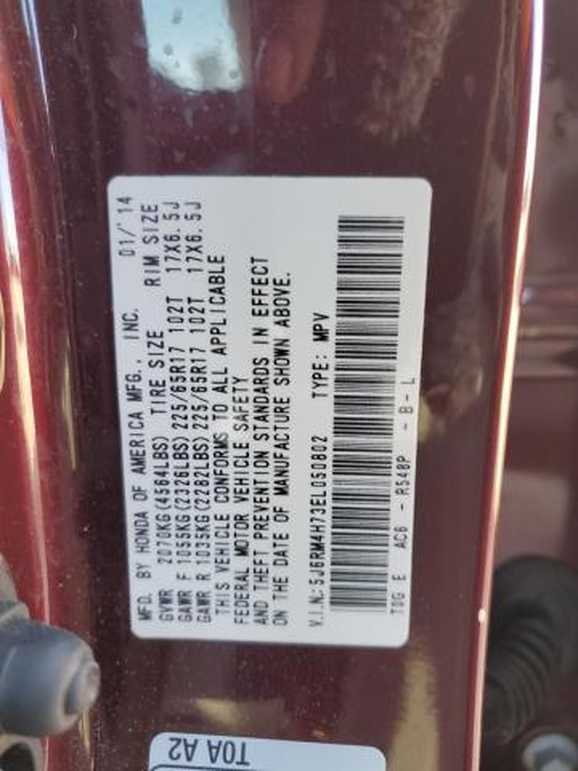 MFD. BY HONDA OF AMERICA MFG., INC. 01/'14
GVWR 2070KG(4564LBS) TIRE SIZE RIM SIZE
GAWR F 1055KG(2326LBS) 225/65R17 102T 17X6.5J
GAWR R 1035KG(2282LBS) 225/65R17 102T 17X6.5J
THIS VEHICLE CONFORMS TO ALL APPLICABLE
FEDERAL MOTOR VEHICLE SAFETY
AND THEFT PREVENTION STANDARDS IN EFFECT
ON THE DATE OF MANUFACTURE SHOWN ABOVE.
V.I.N: 5J6RM4H73EL050802 TYPE: MPV
TDG E AC6 - R548P - B - L
T0A A2